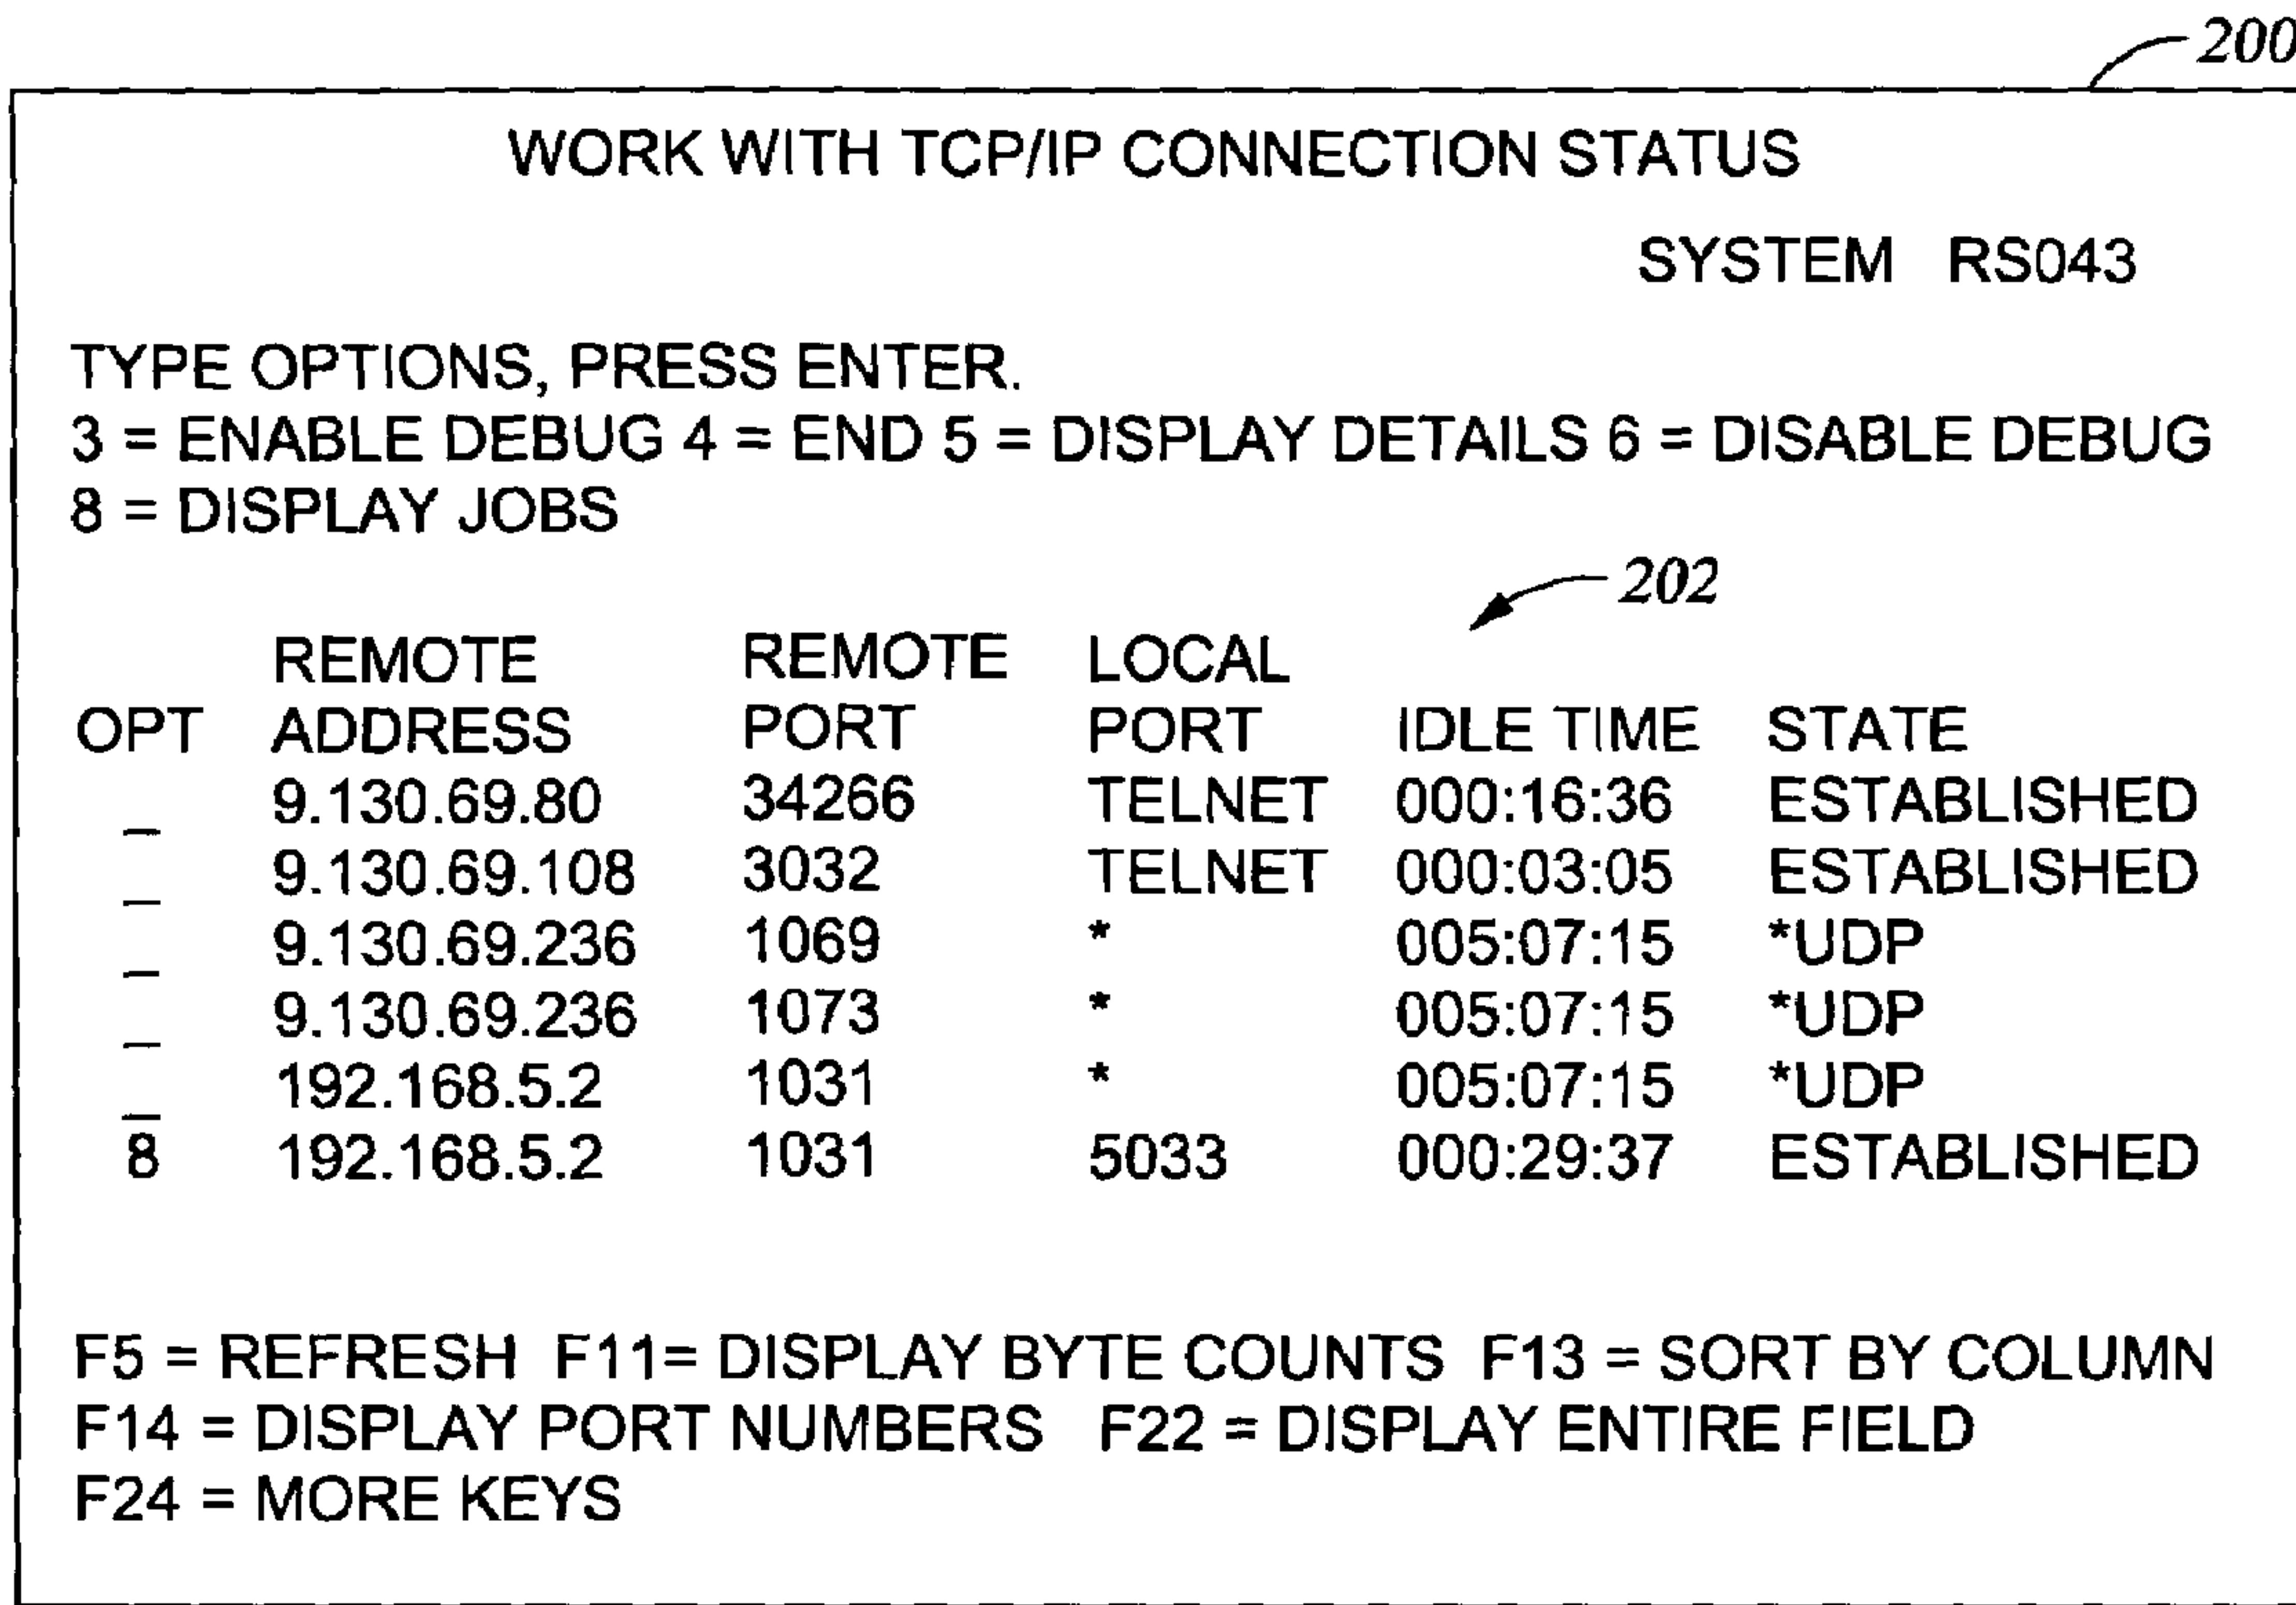 200
WORK WITH TCP/IP CONNECTION STATUS
SYSTEM RS043
TYPE OPTIONS, PRESS ENTER.
3 = ENABLE DEBUG 4 = END 5 = DISPLAY DETAILS 6 = DISABLE DEBUG
8 = DISPLAY JOBS
202
REMOTE REMOTE LOCAL
OPT ADDRESS PORT PORT IDLE TIME STATE
_ 9.130.69.80 34266 TELNET 000:16:36 ESTABLISHED
_ 9.130.69.108 3032 TELNET 000:03:05 ESTABLISHED
_ 9.130.69.236 1069 * 005:07:15 *UDP
_ 9.130.69.236 1073 * 005:07:15 *UDP
_ 192.168.5.2 1031 * 005:07:15 *UDP
8 192.168.5.2 1031 5033 000:29:37 ESTABLISHED
F5 = REFRESH F11= DISPLAY BYTE COUNTS F13 = SORT BY COLUMN
F14 = DISPLAY PORT NUMBERS F22 = DISPLAY ENTIRE FIELD
F24 = MORE KEYS